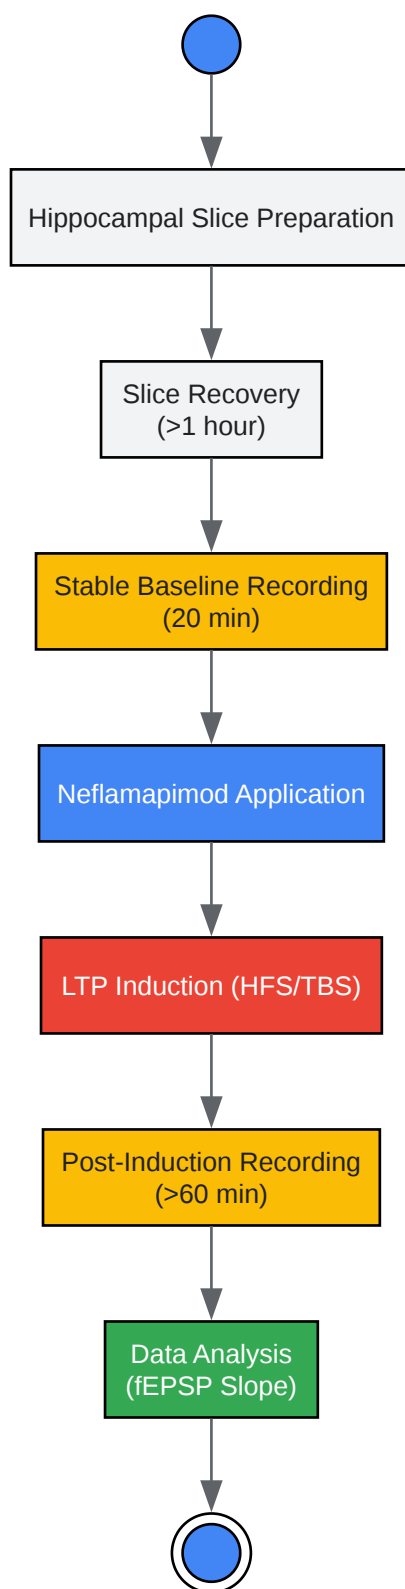 Hippocampal Slice Preparation
Slice Recovery
(>1 hour)
Stable Baseline Recording
(20 min)
Neflamapimod Application
LTP Induction (HFS/TBS)
Post-Induction Recording
(>60 min)
Data Analysis
(fEPSP Slope)